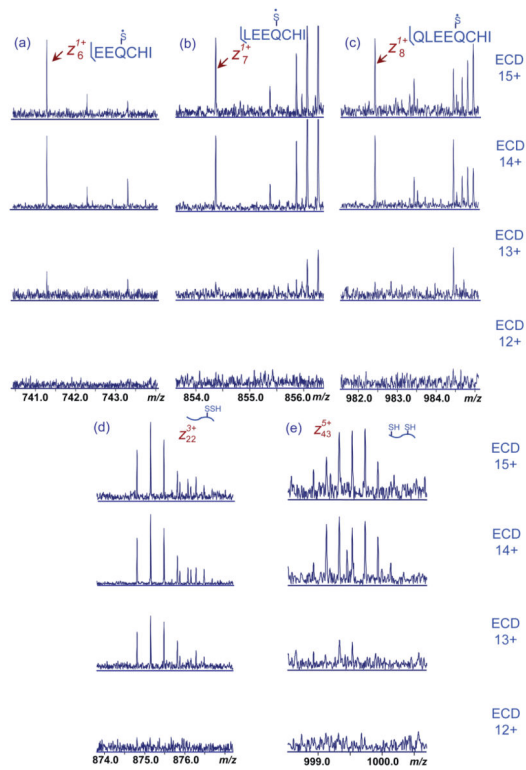 (a) z6 1+ Ṡ EEQCHI
(b) z7 1+ Ṡ LEEQCHI
(c) z8 1+ Ṡ QLEEQCHI
ECD 15+
ECD 14+
ECD 13+
ECD 12+
741.0 742.0 743.0 m/z
854.0 855.0 856.0 m/z
982.0 983.0 984.0 m/z
(d) z22 3+ SSH
(e) z43 5+ SH SH
ECD 15+
ECD 14+
ECD 13+
ECD 12+
874.0 875.0 876.0 m/z
999.0 1000.0 m/z